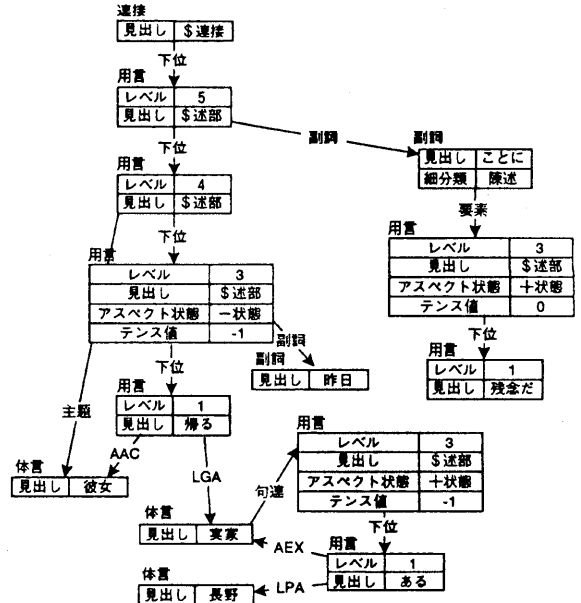 連接
見出し $連接
下位
用言
レベル 5
見出し $述部
副詞
副詞
見出し ことに
細分類 陳述
下位
用言
レベル 4
見出し $述部
要素
用言
レベル 3
見出し $述部
アスペクト状態 +状態
テンス値 0
下位
用言
レベル 3
見出し $述部
アスペクト状態 -状態
テンス値 -1
下位
用言
レベル 1
見出し 残念だ
副詞
副詞
見出し 昨日
下位
用言
レベル 1
見出し 帰る
主題
AAC
体言
見出し 彼女
LGA
句連
用言
レベル 3
見出し $述部
アスペクト状態 +状態
テンス値 -1
体言
見出し 実家
下位
AEX
用言
レベル 1
見出し ある
LPA
体言
見出し 長野